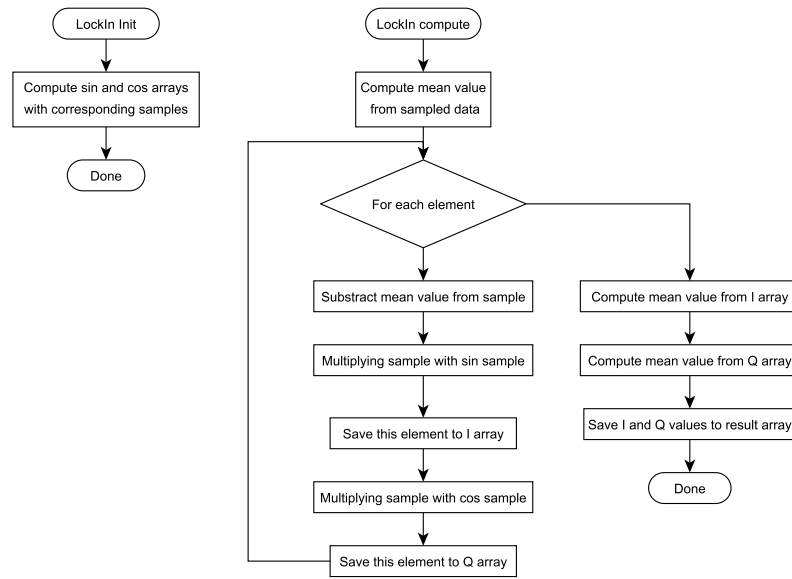 LockIn Init
Compute sin and cos arrays
with corresponding samples
Done
LockIn compute
Compute mean value
from sampled data
For each element
Substract mean value from sample
Multiplying sample with sin sample
Save this element to I array
Multiplying sample with cos sample
Save this element to Q array
Compute mean value from I array
Compute mean value from Q array
Save I and Q values to result array
Done